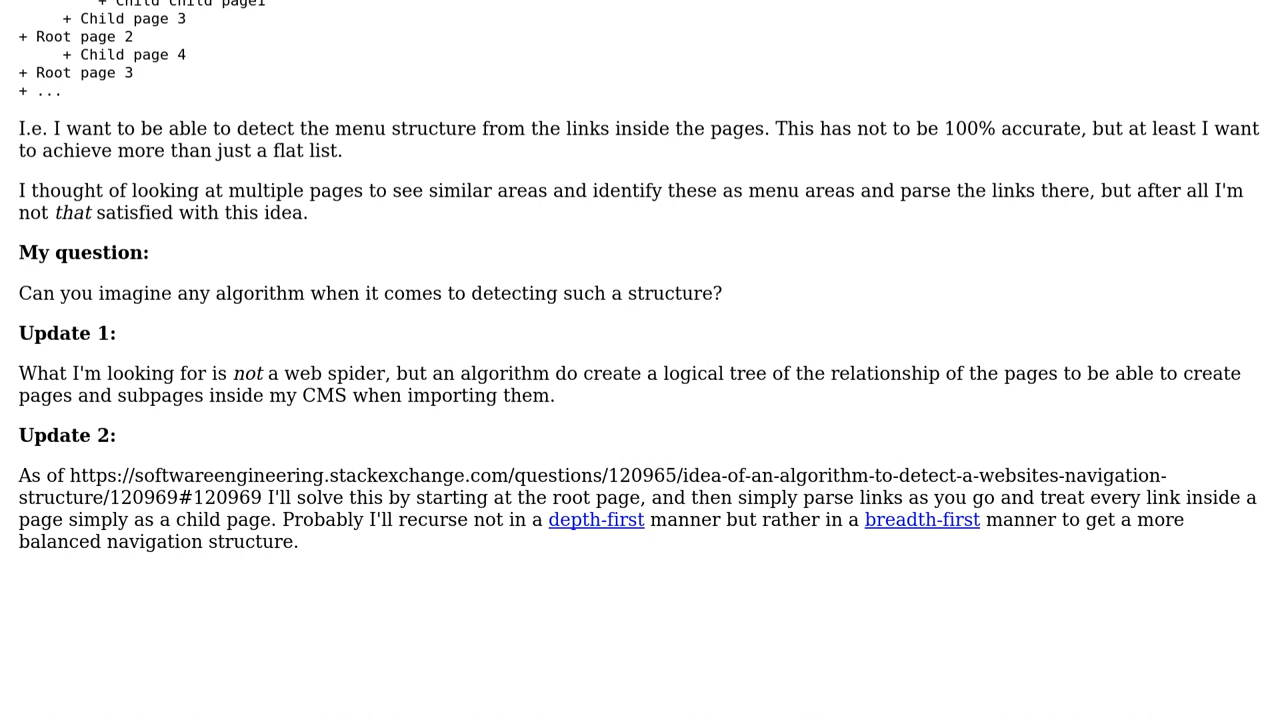 + Child child page1
+ Child page 3
+ Root page 2
+ Child page 4
+ Root page 3
+ ...
I.e. I want to be able to detect the menu structure from the links inside the pages. This has not to be 100% accurate, but at least I want
to achieve more than just a flat list.
I thought of looking at multiple pages to see similar areas and identify these as menu areas and parse the links there, but after all I'm
not that satisfied with this idea.
My question:
Can you imagine any algorithm when it comes to detecting such a structure?
Update 1:
What I'm looking for is not a web spider, but an algorithm do create a logical tree of the relationship of the pages to be able to create
pages and subpages inside my CMS when importing them.
Update 2:
As of https://softwareengineering.stackexchange.com/questions/120965/idea-of-an-algorithm-to-detect-a-websites-navigation-
structure/120969#120969 I'll solve this by starting at the root page, and then simply parse links as you go and treat every link inside a
page simply as a child page. Probably I'll recurse not in a depth-first manner but rather in a breadth-first manner to get a more
balanced navigation structure.